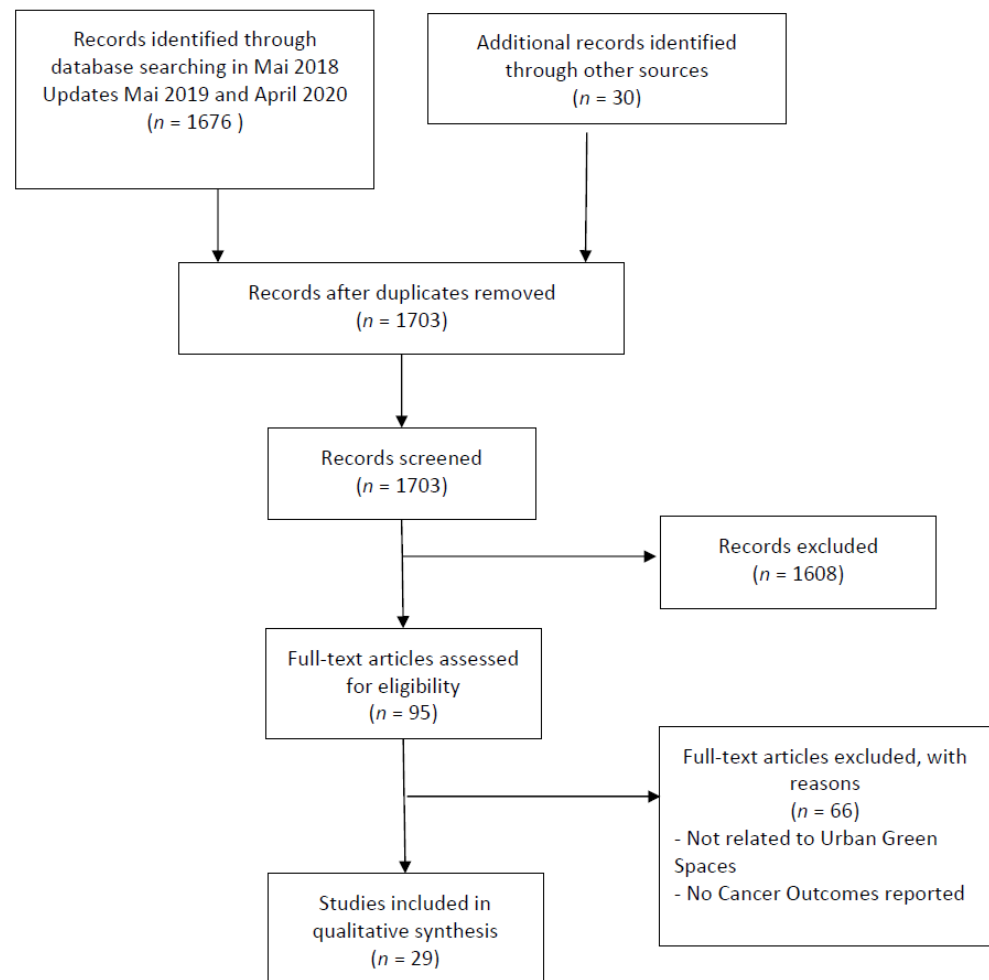 Records identified through
database searching in Mai 2018
Updates Mai 2019 and April 2020
(n = 1676 )
Additional records identified
through other sources
(n = 30)
Records after duplicates removed
(n = 1703)
Records screened
(n = 1703)
Records excluded
(n = 1608)
Full-text articles assessed
for eligibility
(n = 95)
Full-text articles excluded, with
reasons
(n = 66)
- Not related to Urban Green
Spaces
- No Cancer Outcomes reported
Studies included in
qualitative synthesis
(n = 29)